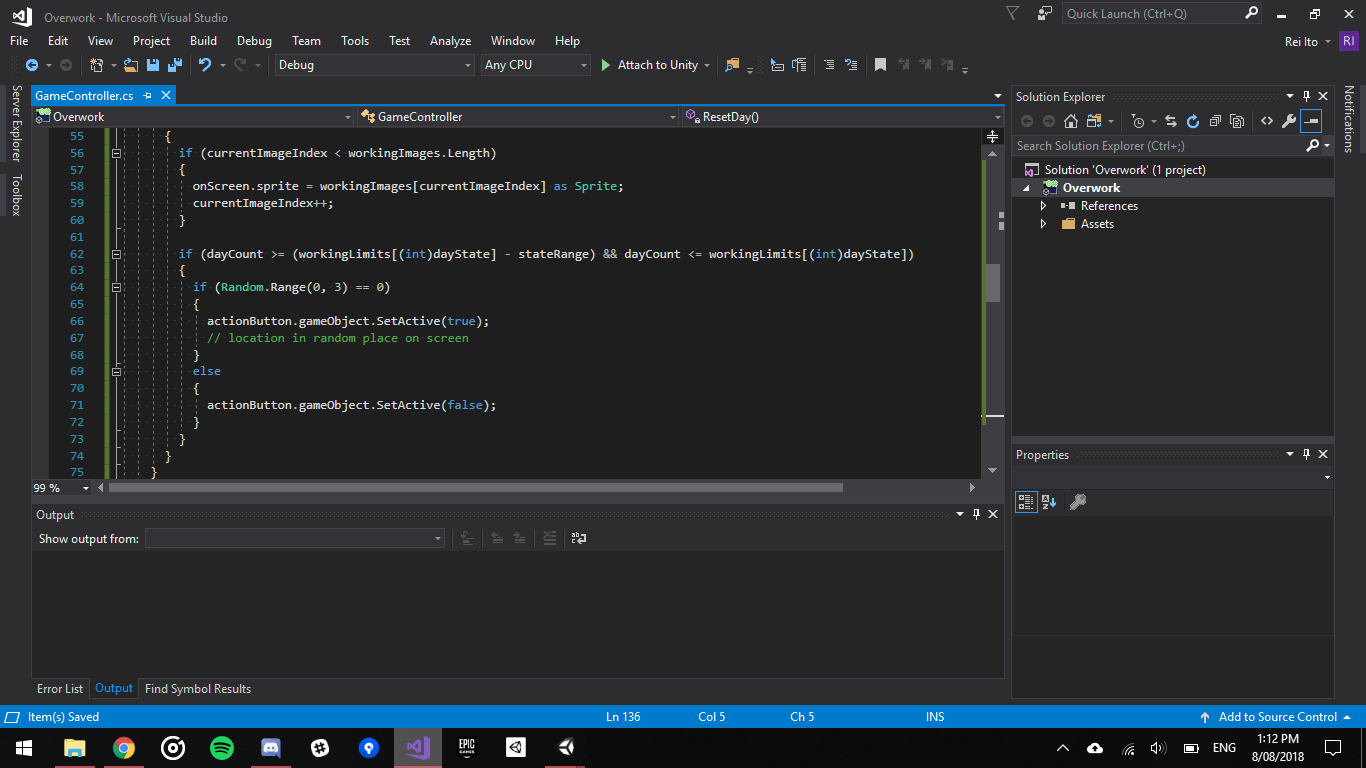 Overwork - Microsoft Visual Studio
Quick Launch (Ctrl+Q)
File Edit View Project Build Debug Team Tools Test Analyze Window Help
Rei Ito RI
Debug Any CPU Attach to Unity
Server Explorer
Toolbox
GameController.cs
Overwork GameController ResetDay()
55 {
56 if (currentImageIndex < workingImages.Length)
57 {
58 onScreen.sprite = workingImages[currentImageIndex] as Sprite;
59 currentImageIndex++;
60 }
61
62 if (dayCount >= (workingLimits[(int)dayState] - stateRange) && dayCount <= workingLimits[(int)dayState])
63 {
64 if (Random.Range(0, 3) == 0)
65 {
66 actionButton.gameObject.SetActive(true);
67 // location in random place on screen
68 }
69 else
70 {
71 actionButton.gameObject.SetActive(false);
72 }
73 }
74 }
75 }
99 %
Output
Show output from:
Error List Output Find Symbol Results
Solution Explorer
Search Solution Explorer (Ctrl+;)
Solution 'Overwork' (1 project)
Overwork
References
Assets
Properties
Notifications
Item(s) Saved Ln 136 Col 5 Ch 5 INS Add to Source Control
EPIC
GAMES
ENG
1:12 PM
8/08/2018